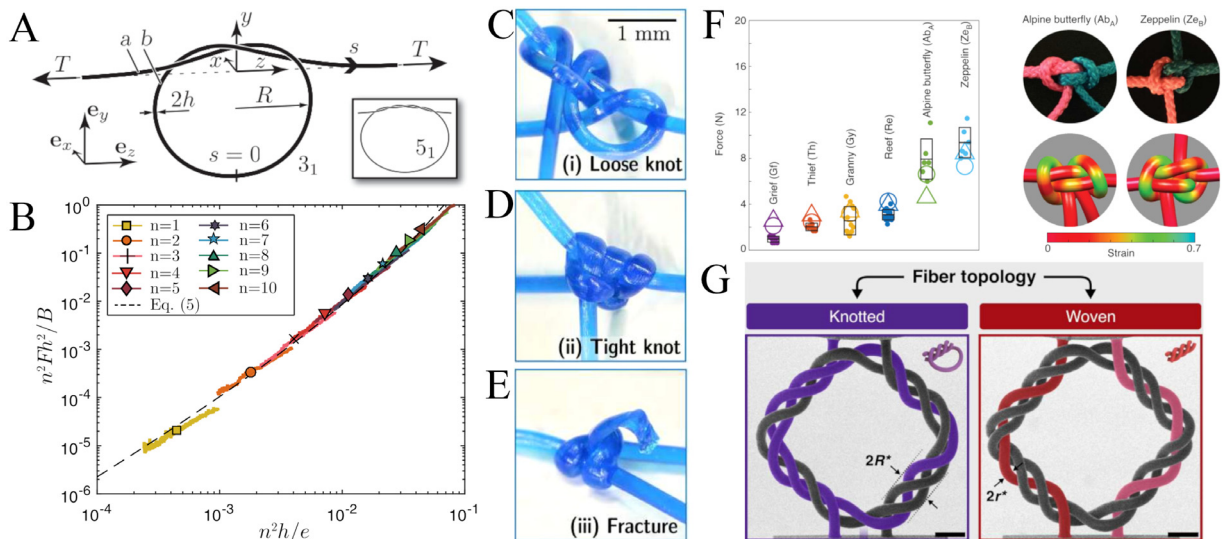 A
T
a
b
s
T
x
y
z
2h
R
e_y
e_x
e_z
s = 0
3_1
5_1
B
n=1
n=2
n=3
n=4
n=5
Eq. (5)
n=6
n=7
n=8
n=9
n=10
n^2Fh^2/B
10^0
10^-1
10^-2
10^-3
10^-4
10^-5
10^-6
10^-4
10^-3
10^-2
10^-1
n^2h/e
C
1 mm
(i) Loose knot
D
(ii) Tight knot
E
(iii) Fracture
F
Force (N)
20
16
12
8
4
0
Grief (Gf)
Thief (Th)
Granny (Gy)
Reef (Re)
Alpine butterfly (Ab_A)
Zeppelin (Ze_B)
Alpine butterfly (Ab_A)
Zeppelin (Ze_B)
0
0.7
Strain
G
Fiber topology
Knotted
Woven
2R*
2r*